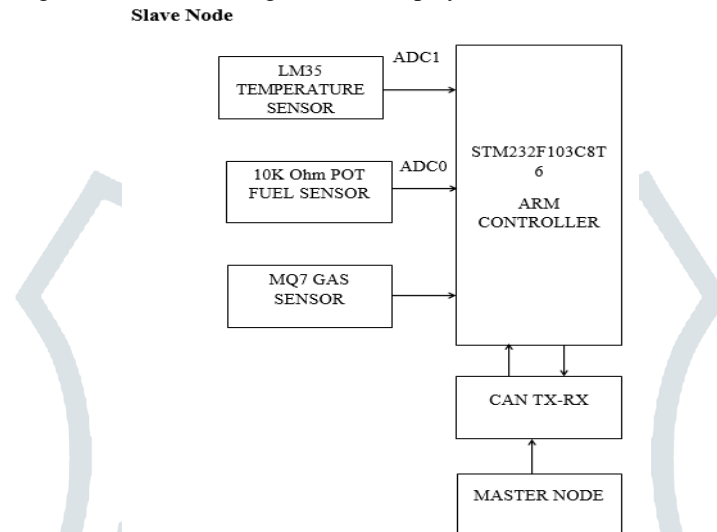 Slave Node
ADC1
LM35
TEMPERATURE
SENSOR
STM232F103C8T
6
ARM
CONTROLLER
ADC0
10K Ohm POT
FUEL SENSOR
MQ7 GAS
SENSOR
CAN TX-RX
MASTER NODE